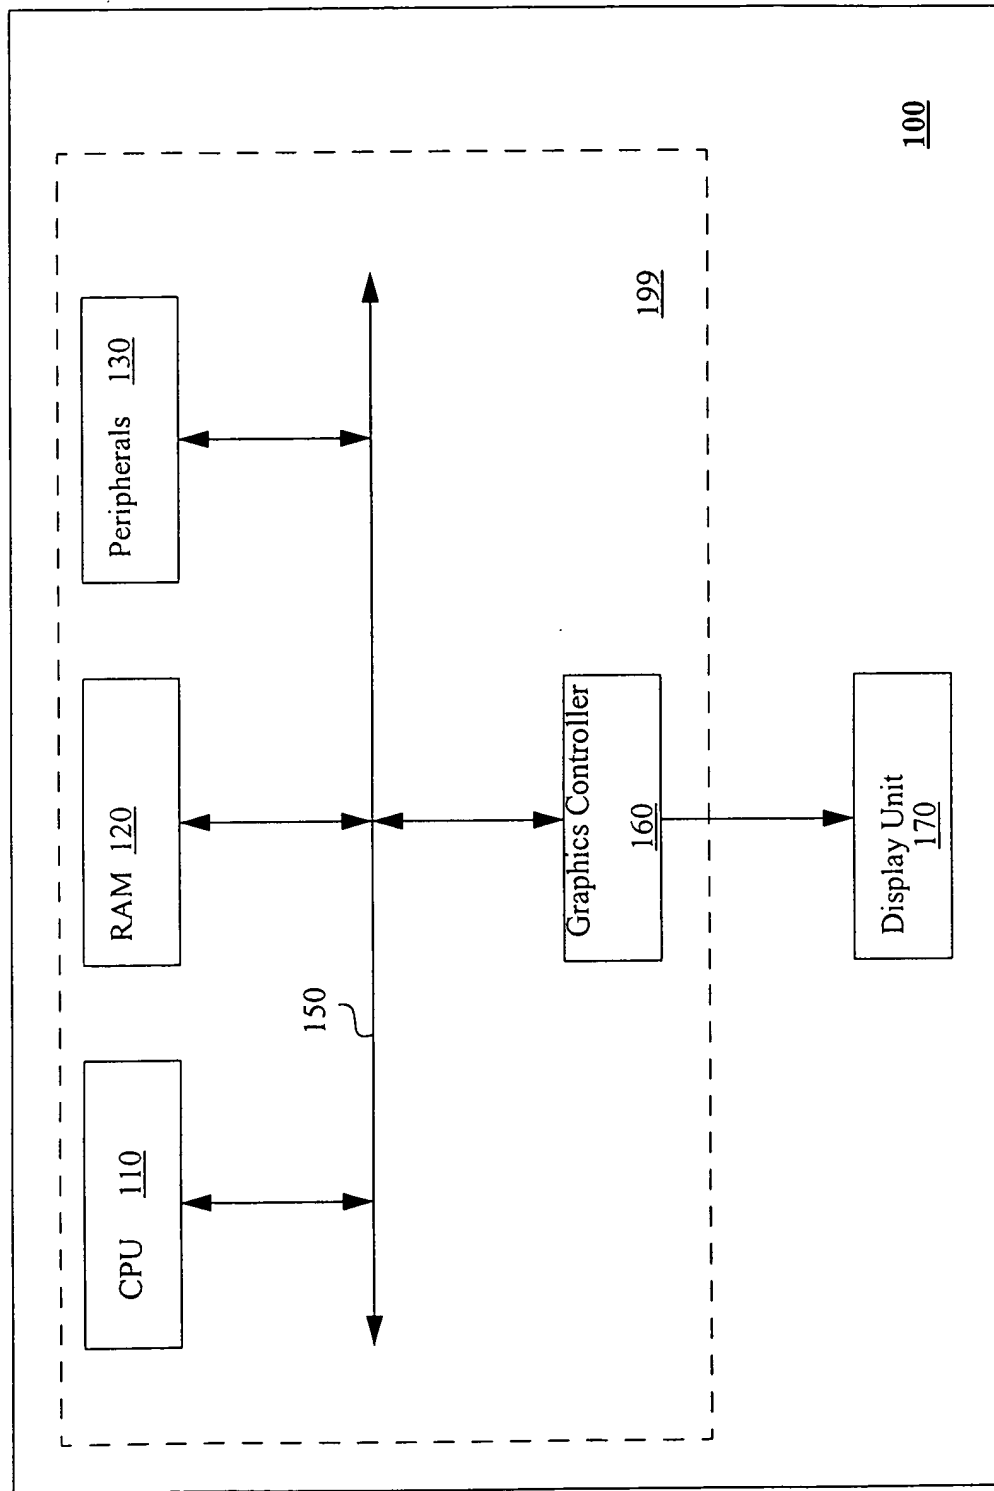 CPU 110
RAM 120
Peripherals 130
150
Graphics Controller
160
199
Display Unit
170
100